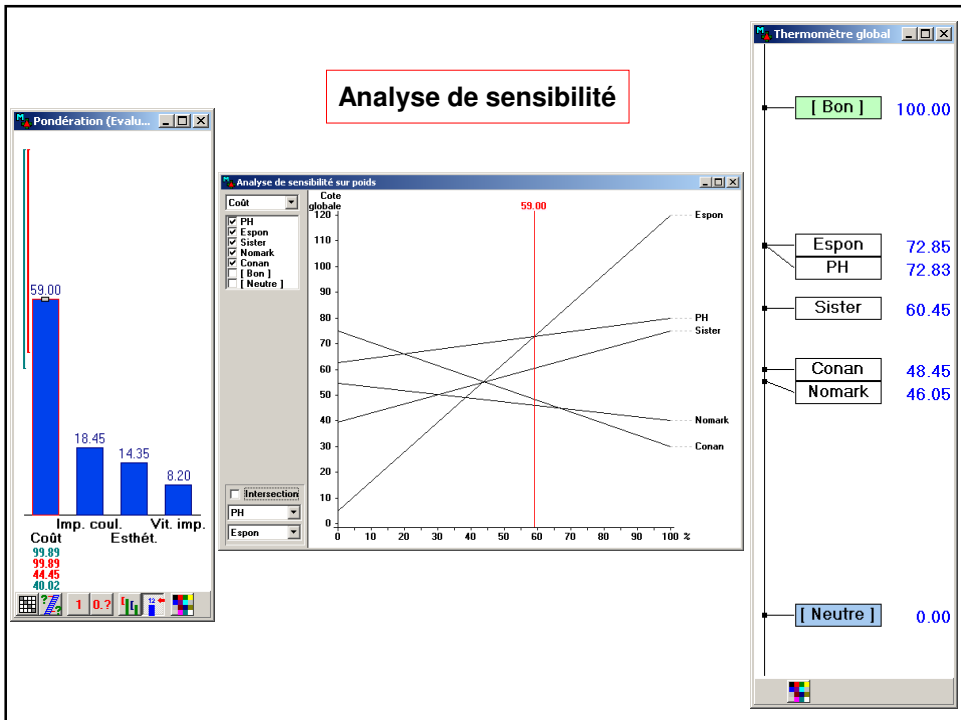 Analyse de sensibilité
Pondération (Evalu...
59.00
18.45
14.35
8.20
Imp. coul.
Vit. imp.
Coût
Esthét.
99.89
99.89
44.45
40.02
1
0.?
12
Analyse de sensibilité sur poids
Coût
PH
Espon
Sister
Nomark
Conan
[ Bon ]
[ Neutre ]
Intersection
PH
Espon
Cote
globale
59.00
120
110
100
90
80
70
60
50
40
30
20
10
0
0 10 20 30 40 50 60 70 80 90 100 %
Espon
PH
Sister
Nomark
Conan
Thermomètre global
[ Bon ] 100.00
Espon 72.85
PH 72.83
Sister 60.45
Conan 48.45
Nomark 46.05
[ Neutre ] 0.00